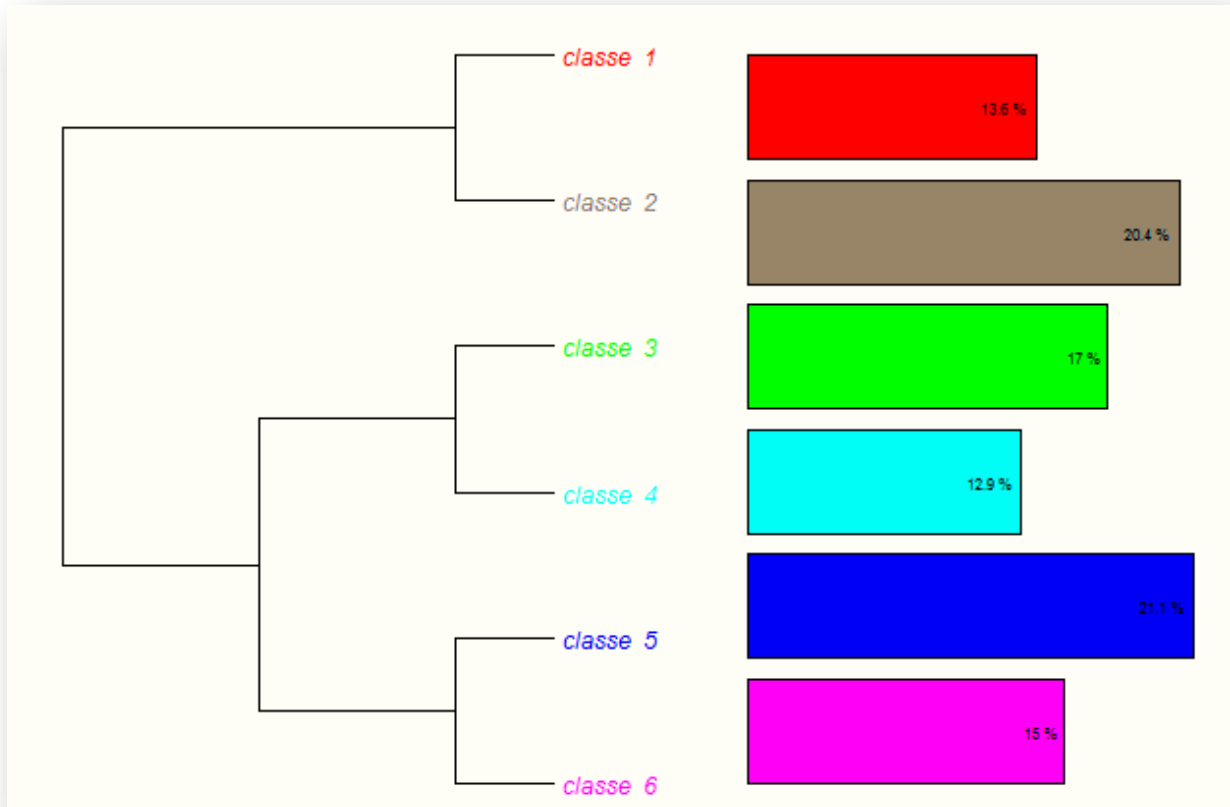 classe 1
13.6 %
classe 2
20.4 %
classe 3
17 %
classe 4
12.9 %
classe 5
21.1 %
classe 6
15 %